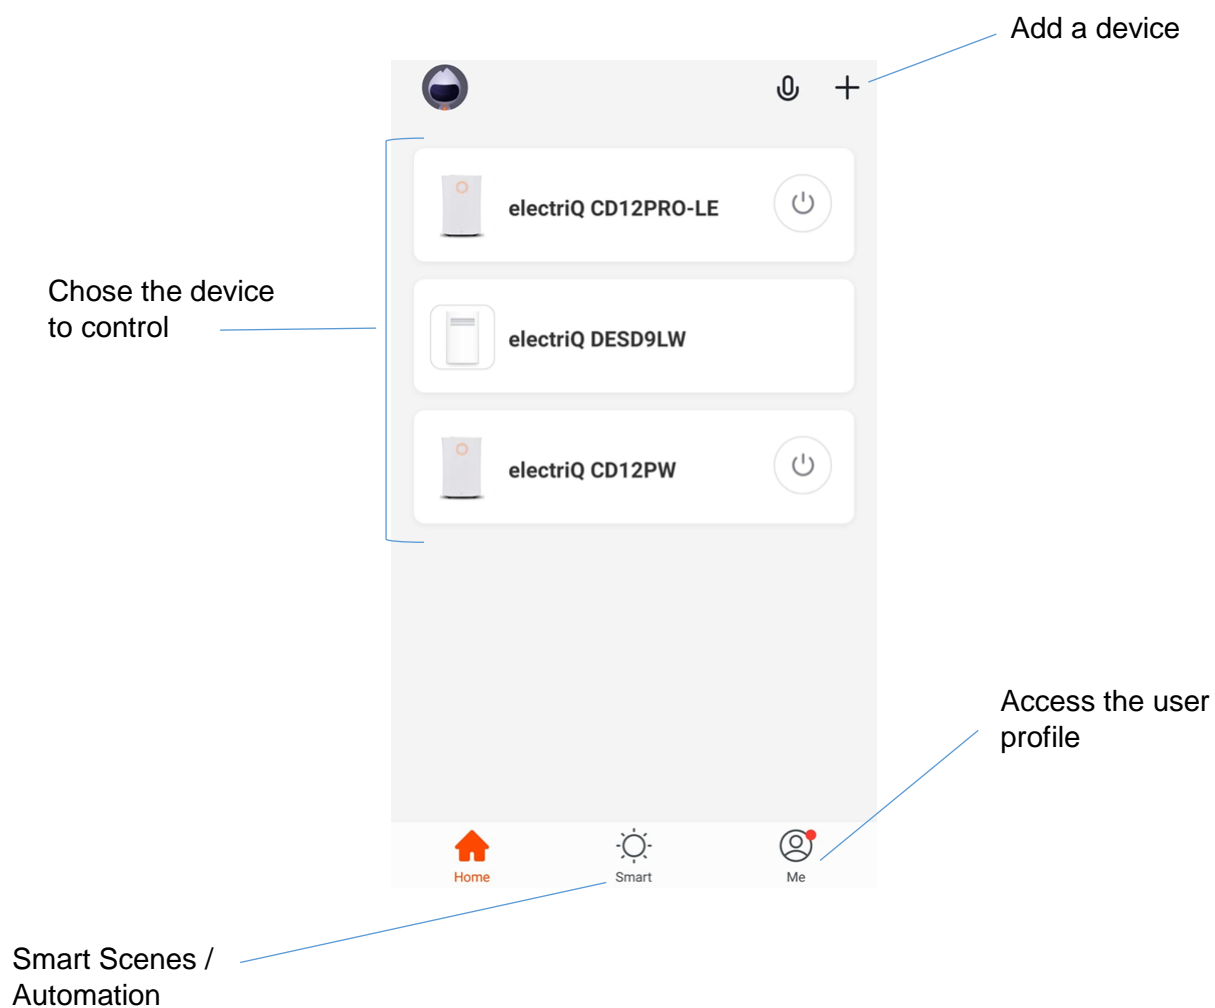 Add a device
electriQ CD12PRO-LE
Chose the device
to control
electriQ DESD9LW
electriQ CD12PW
Access the user
profile
Home
Smart
Me
Smart Scenes /
Automation